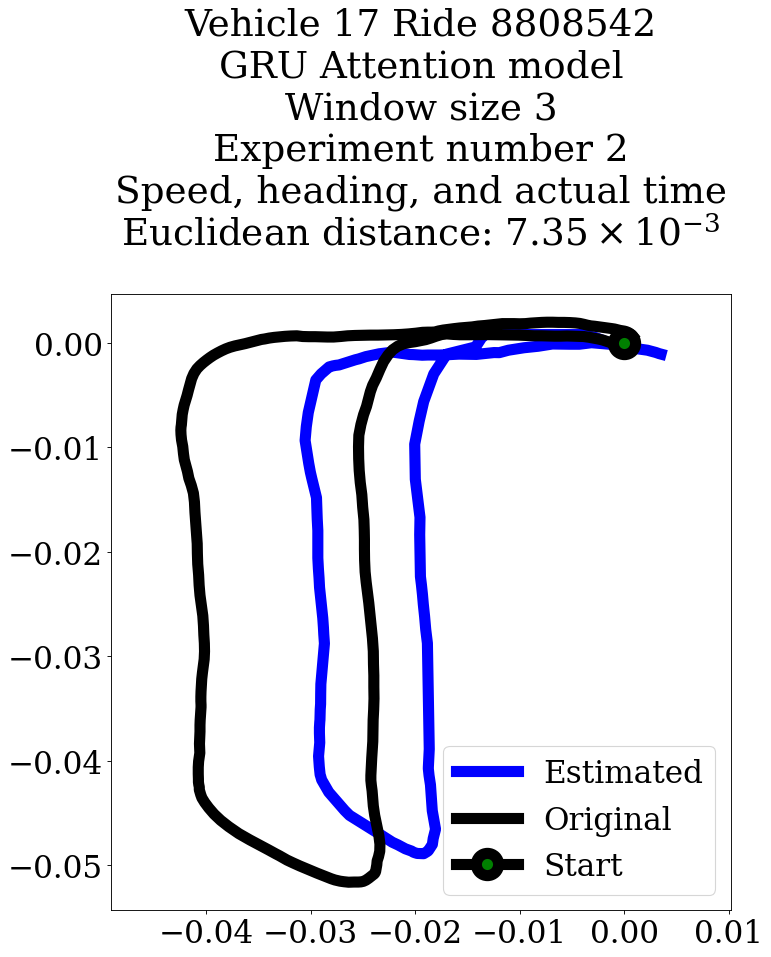 Vehicle 17 Ride 8808542
GRU Attention model
Window size 3
Experiment number 2
Speed, heading, and actual time
Euclidean distance: 7.35 × 10⁻³
0.00
−0.01
−0.02
−0.03
−0.04
−0.05
Estimated
Original
Start
−0.04 −0.03 −0.02 −0.01 0.00 0.01